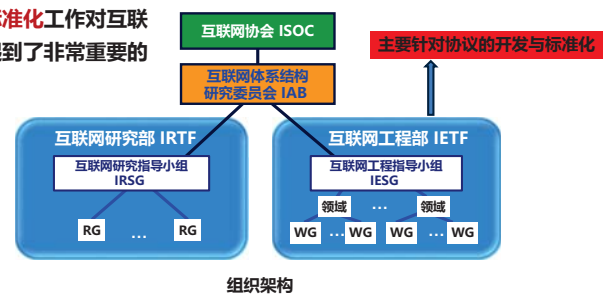 标准化工作对互联
起到了非常重要的
互联网协会 ISOC
主要针对协议的开发与标准化
互联网体系结构
研究委员会 IAB
互联网研究部 IRTF
互联网工程部 IETF
互联网研究指导小组
IRSG
互联网工程指导小组
IESG
领域 … 领域
RG … RG
WG … WG WG … WG
组织架构